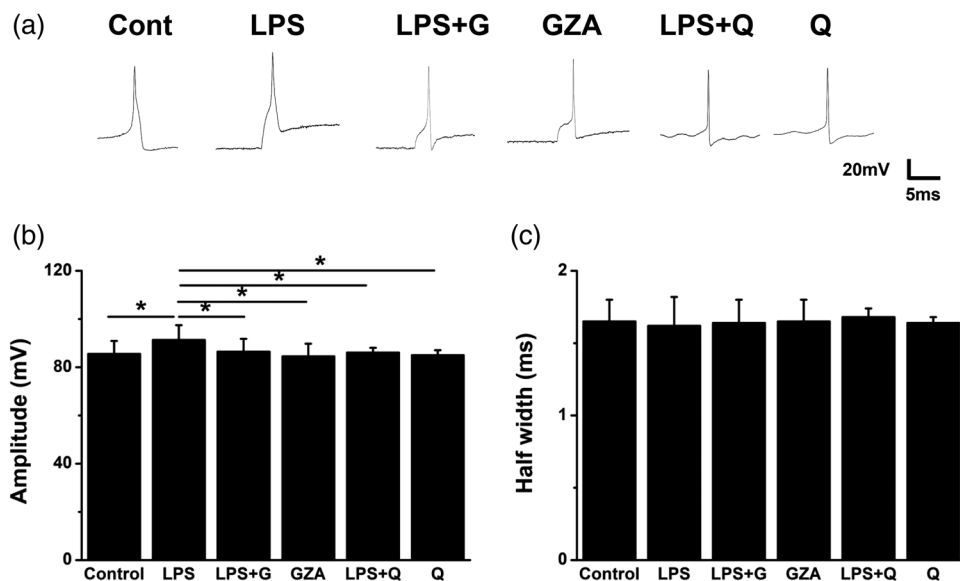 (a) Cont LPS LPS+G GZA LPS+Q Q
20mV
5ms
(b)
Amplitude (mV)
120
80
40
0
* * * * *
Control LPS LPS+G GZA LPS+Q Q
(c)
Half width (ms)
2
1
0
Control LPS LPS+G GZA LPS+Q Q